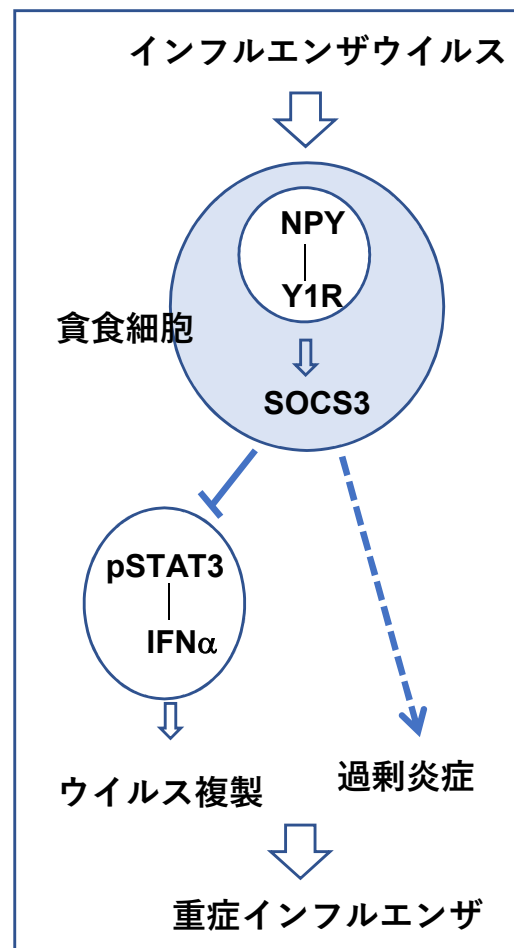 インフルエンザウイルス
NPY
Y1R
貪食細胞
SOCS3
pSTAT3
IFNα
ウイルス複製
過剰炎症
重症インフルエンザ